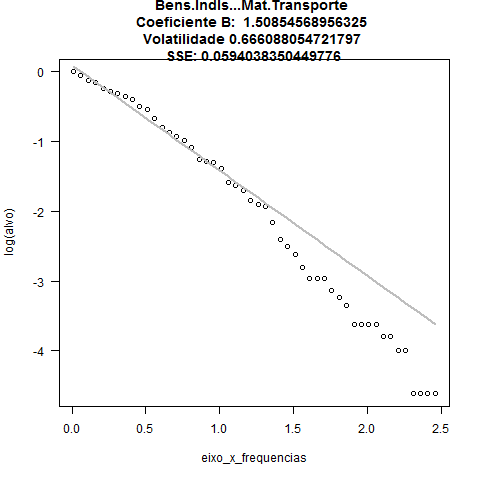 Bens.Indis...Mat.Transporte
Coeficiente B:  1.50854568956325
Volatilidade 0.666088054721797
SSE: 0.0594038350449776
log(alvo)
0
-1
-2
-3
-4
0.0 0.5 1.0 1.5 2.0 2.5
eixo_x_frequencias